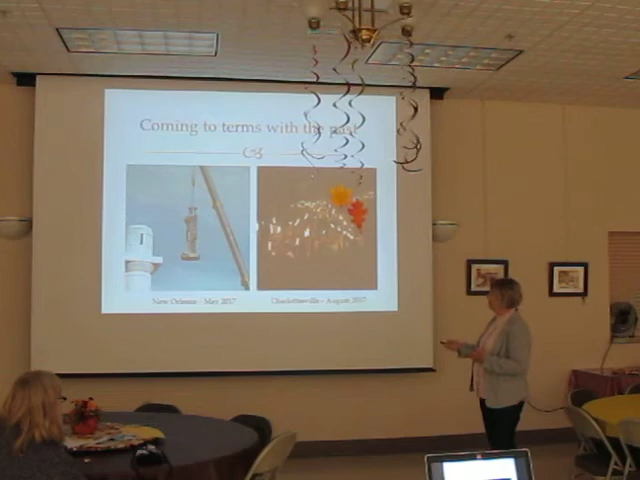 Coming to terms with the past
New Orleans - May 2017
Charlottesville - August 2017